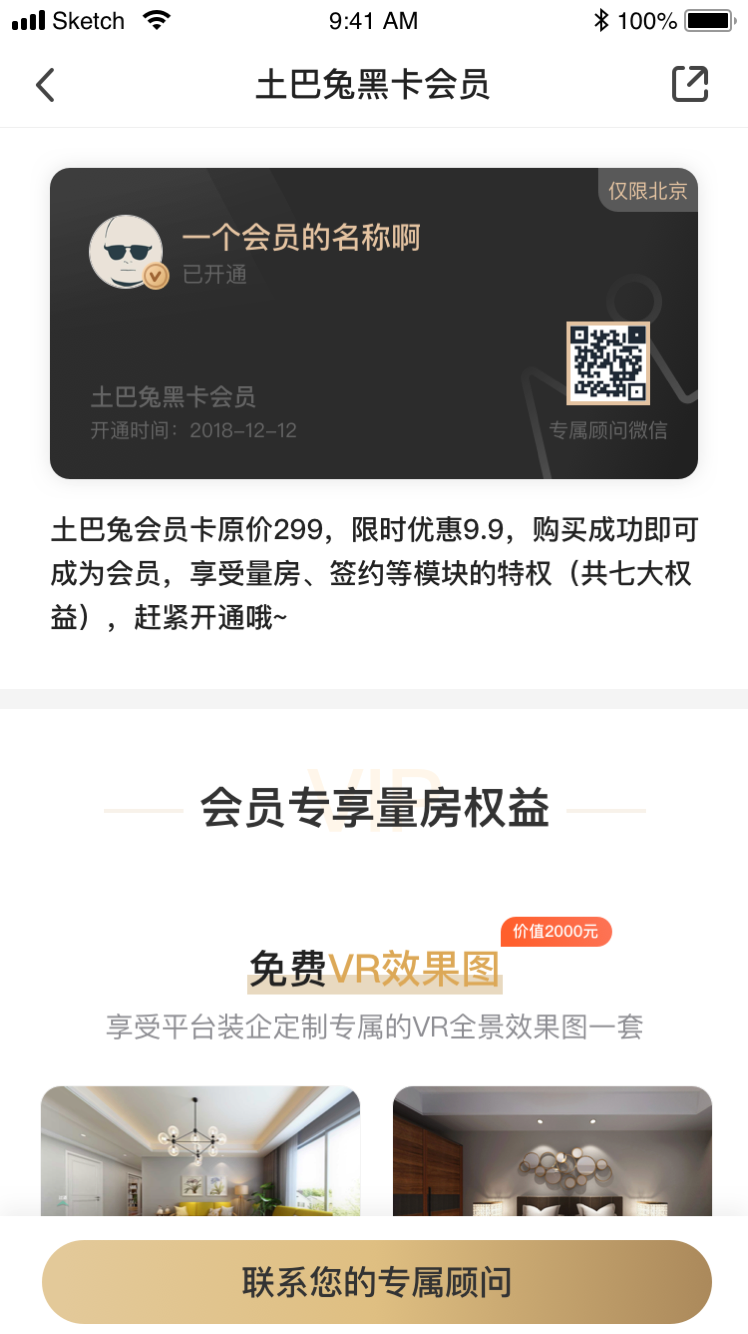 Sketch 9:41 AM 100%
土巴兔黑卡会员
仅限北京
一个会员的名称啊
已开通
土巴兔黑卡会员
开通时间：2018-12-12
专属顾问微信
土巴兔会员卡原价299，限时优惠9.9，购买成功即可
成为会员，享受量房、签约等模块的特权（共七大权
益），赶紧开通哦~
VIP
会员专享量房权益
价值2000元
免费VR效果图
享受平台装企定制专属的VR全景效果图一套
联系您的专属顾问